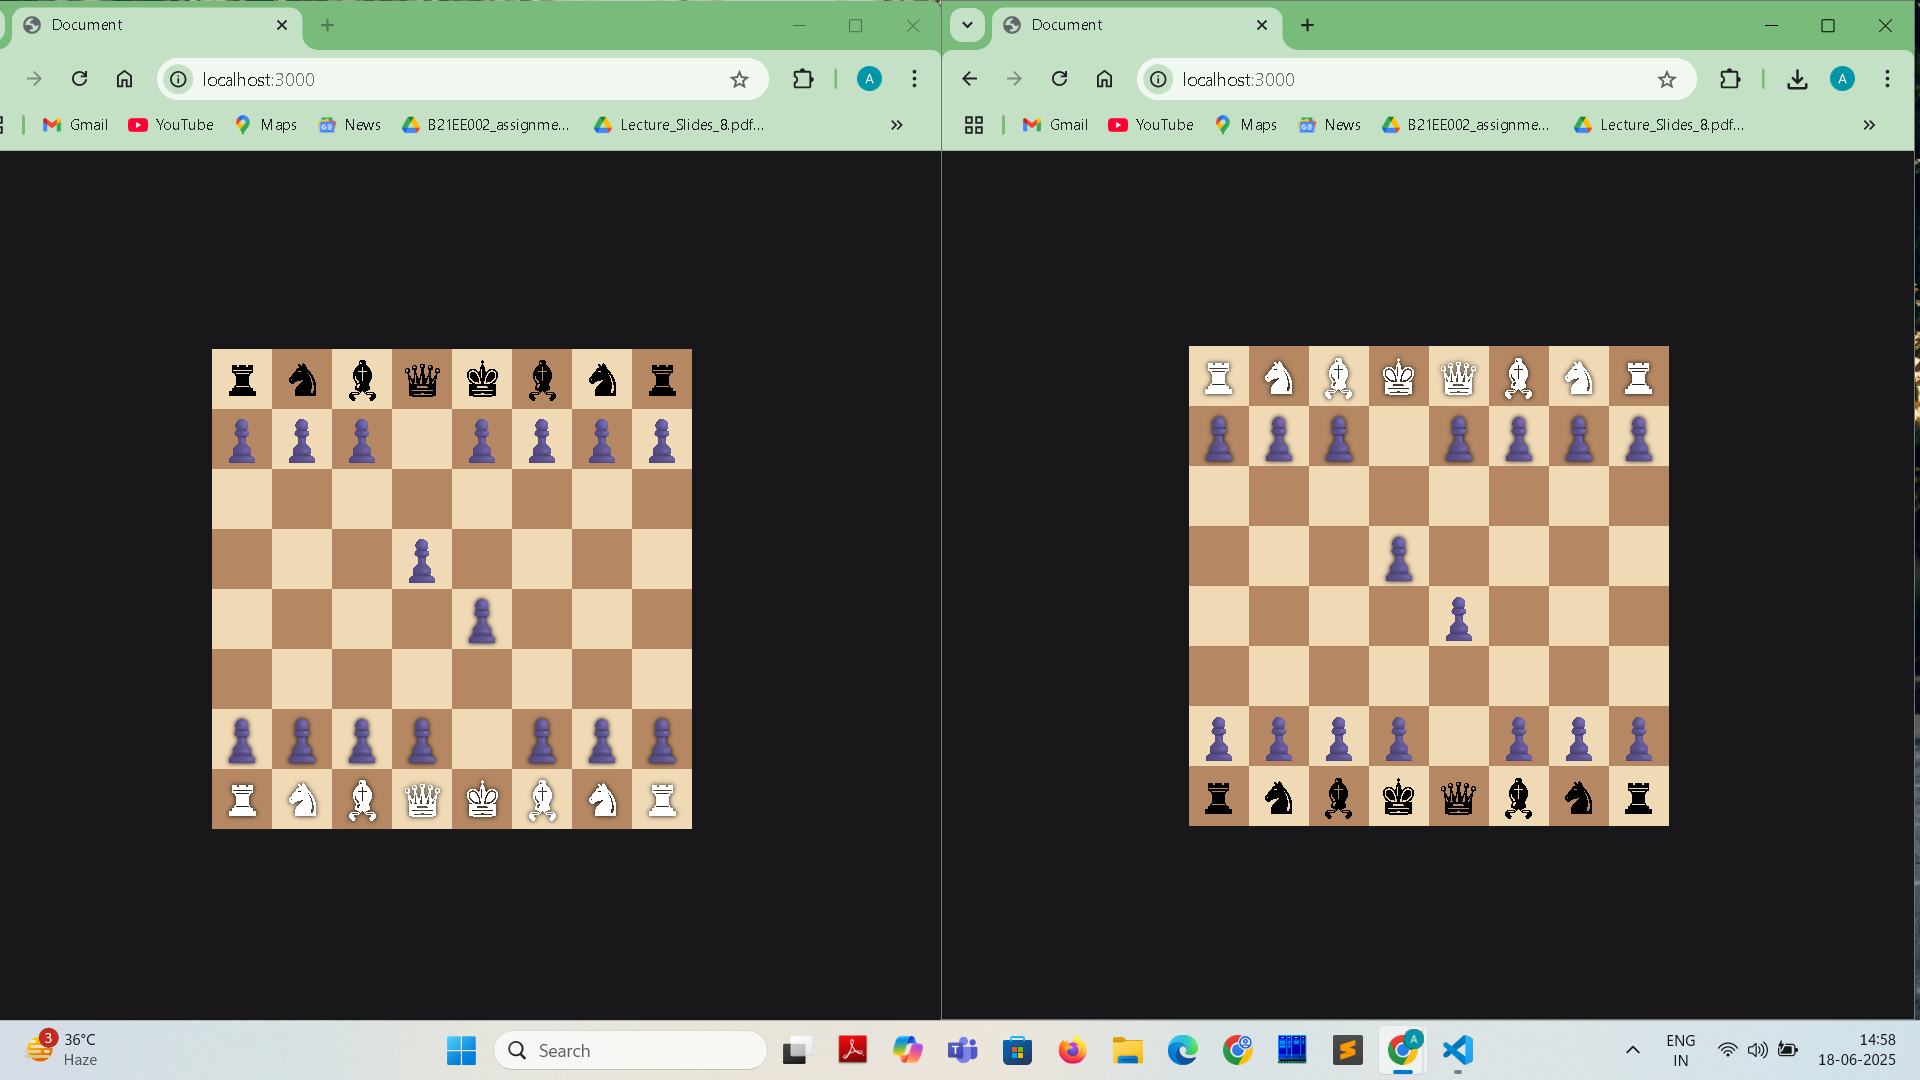 Document
localhost:3000
A
Gmail
YouTube
Maps
News
B21EE002_assignme...
Lecture_Slides_8.pdf...
Document
localhost:3000
A
Gmail
YouTube
Maps
News
B21EE002_assignme...
Lecture_Slides_8.pdf...
3
36°C
Haze
Search
A
ENG
IN
14:58
18-06-2025